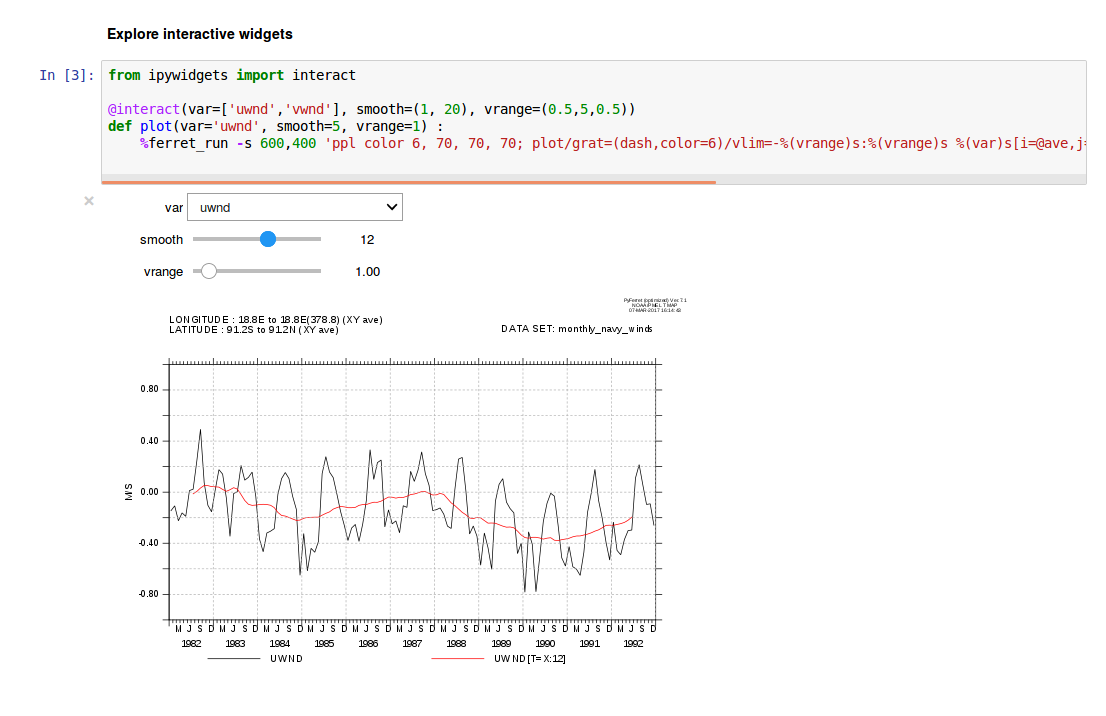 Explore interactive widgets
In [3]:
from ipywidgets import interact
@interact(var=['uwnd','vwnd'], smooth=(1, 20), vrange=(0.5,5,0.5))
def plot(var='uwnd', smooth=5, vrange=1) :
%ferret_run -s 600,400 'ppl color 6, 70, 70, 70; plot/grat=(dash,color=6)/vlim=-%(vrange)s:%(vrange)s %(var)s[i=@ave,j=
×
var uwnd
smooth 12
vrange 1.00
PyFerret (optimized) Ver.7.1
NOAA/PMEL TMAP
07-MAR-2017 16:14:43
LONGITUDE : 18.8E to 18.8E(378.8) (XY ave)
LATITUDE : 91.2S to 91.2N (XY ave)
DATA SET: monthly_navy_winds
0.80
0.40
0.00
-0.40
-0.80
M/S
M J S D M J S D M J S D M J S D M J S D M J S D M J S D M J S D M J S D M J S D M J S D
1982 1983 1984 1985 1986 1987 1988 1989 1990 1991 1992
UWND UWND[T=X:12]